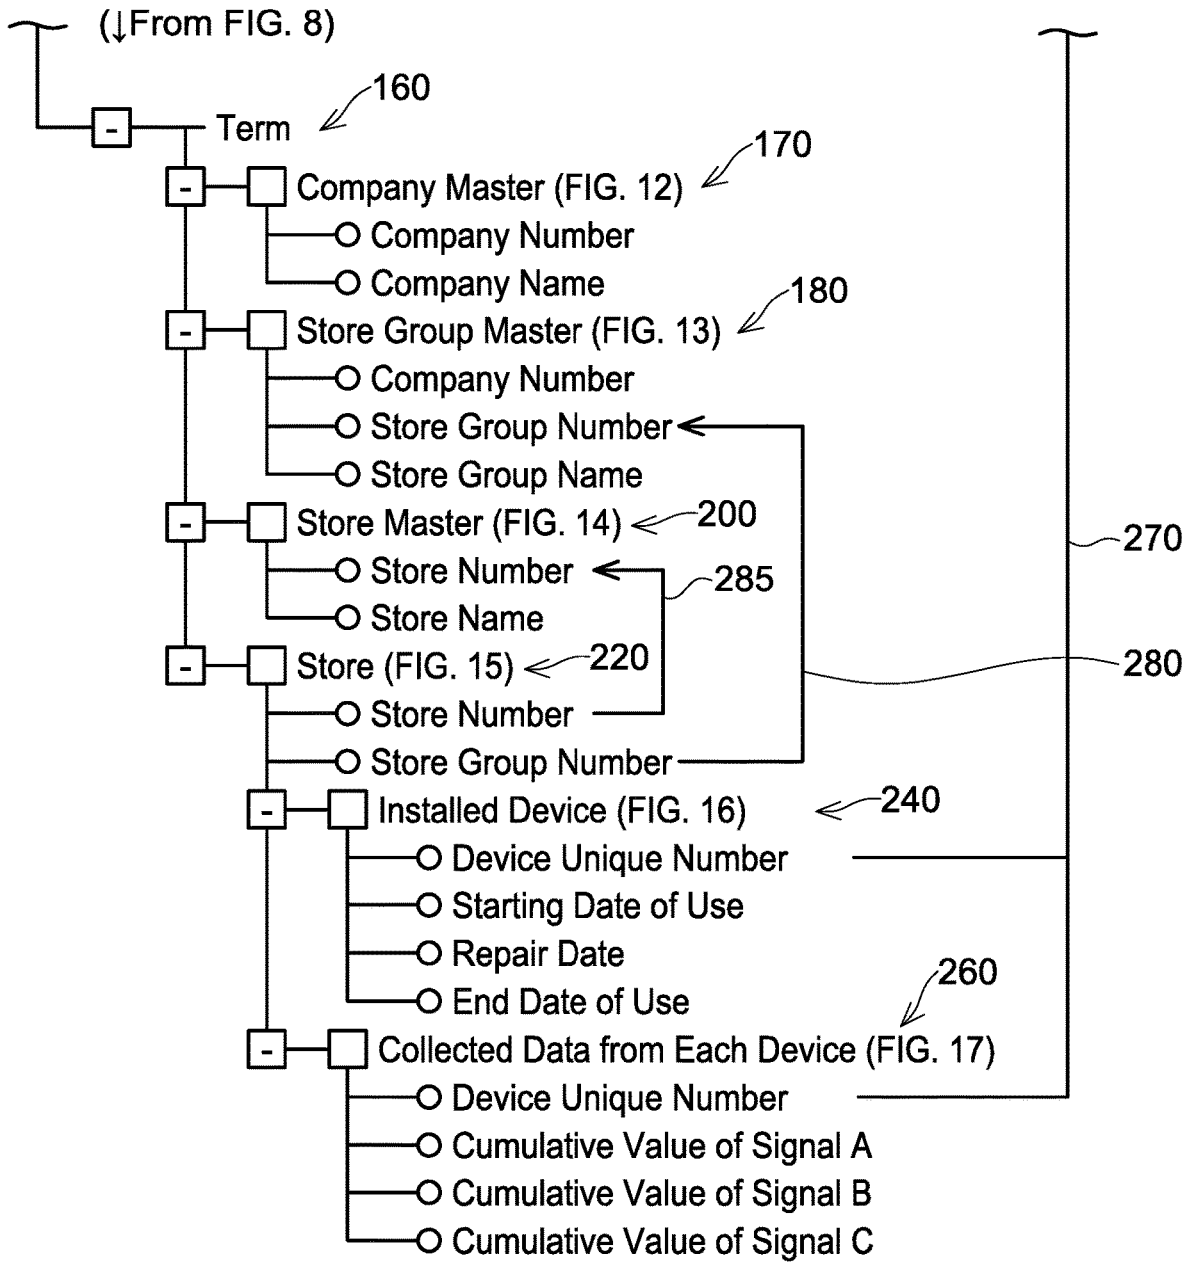 (↓From FIG. 8)
160
- Term
170
- Company Master (FIG. 12)
Company Number
Company Name
180
- Store Group Master (FIG. 13)
Company Number
Store Group Number
Store Group Name
- Store Master (FIG. 14) 200
270
Store Number
285
Store Name
- Store (FIG. 15) 220
280
Store Number
Store Group Number
- Installed Device (FIG. 16) 240
Device Unique Number
Starting Date of Use
Repair Date
260
End Date of Use
- Collected Data from Each Device (FIG. 17)
Device Unique Number
Cumulative Value of Signal A
Cumulative Value of Signal B
Cumulative Value of Signal C